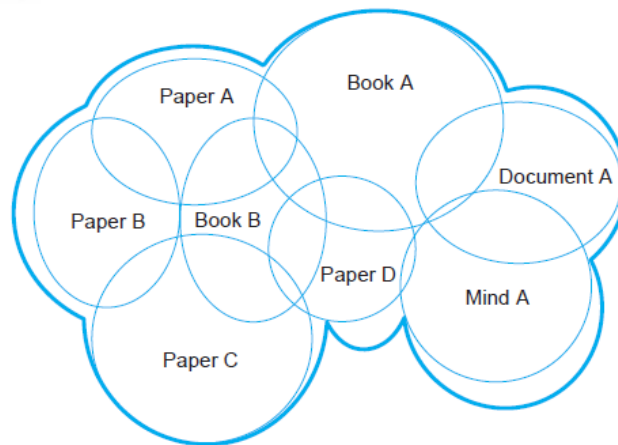 Book A
Paper A
Document A
Paper B
Book B
Paper D
Mind A
Paper C